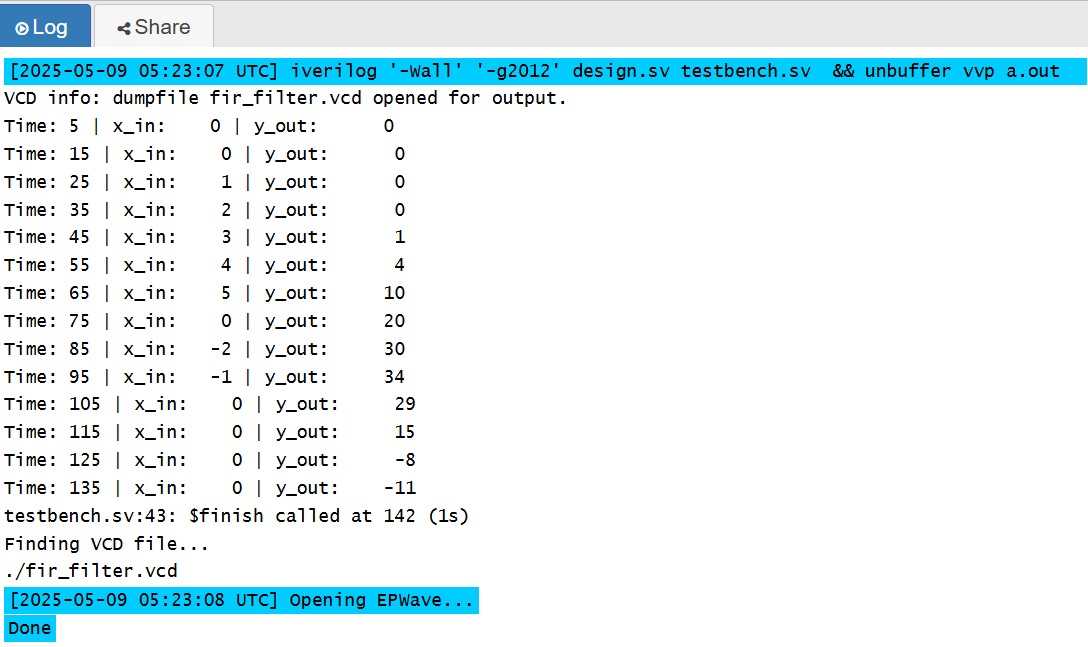 Log
Share
[2025-05-09 05:23:07 UTC] iverilog '-Wall' '-g2012' design.sv testbench.sv  && unbuffer vvp a.out
VCD info: dumpfile fir_filter.vcd opened for output.
Time: 5 | x_in:    0 | y_out:      0
Time: 15 | x_in:    0 | y_out:      0
Time: 25 | x_in:    1 | y_out:      0
Time: 35 | x_in:    2 | y_out:      0
Time: 45 | x_in:    3 | y_out:      1
Time: 55 | x_in:    4 | y_out:      4
Time: 65 | x_in:    5 | y_out:     10
Time: 75 | x_in:    0 | y_out:     20
Time: 85 | x_in:   -2 | y_out:     30
Time: 95 | x_in:   -1 | y_out:     34
Time: 105 | x_in:    0 | y_out:     29
Time: 115 | x_in:    0 | y_out:     15
Time: 125 | x_in:    0 | y_out:     -8
Time: 135 | x_in:    0 | y_out:    -11
testbench.sv:43: $finish called at 142 (1s)
Finding VCD file...
./fir_filter.vcd
[2025-05-09 05:23:08 UTC] Opening EPWave...
Done